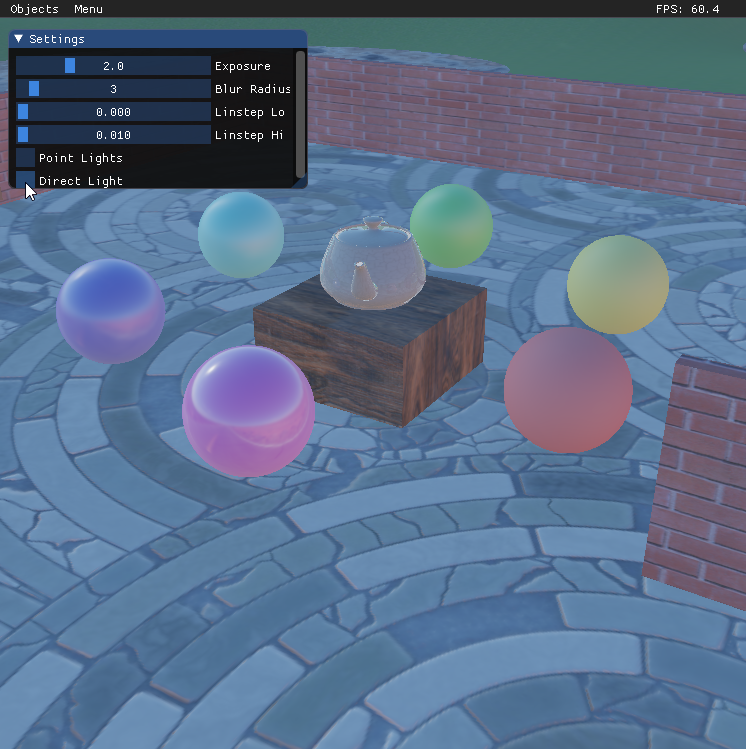 Objects Menu FPS: 60.4
Settings
2.0 Exposure
3 Blur Radius
0.000 Linstep Lo
0.010 Linstep Hi
Point Lights
Direct Light